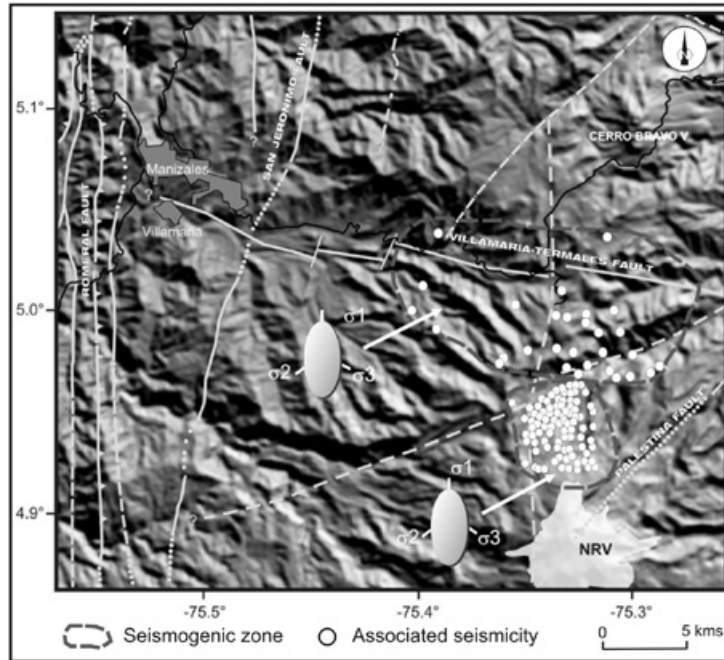 5.1°
5.0°
4.9°
ROMERAL FAULT
Manizales
Villamaría
SAN JERONIMO FAULT
CERRO BRAVO V
VILLAMARIA-TERMALES FAULT
σ1
σ2
σ3
PALESTINA FAULT
σ1
σ2
σ3
NRV
?
?
?
-75.5°
-75.4°
-75.3°
Seismogenic zone
Associated seismicity
0
5 kms.